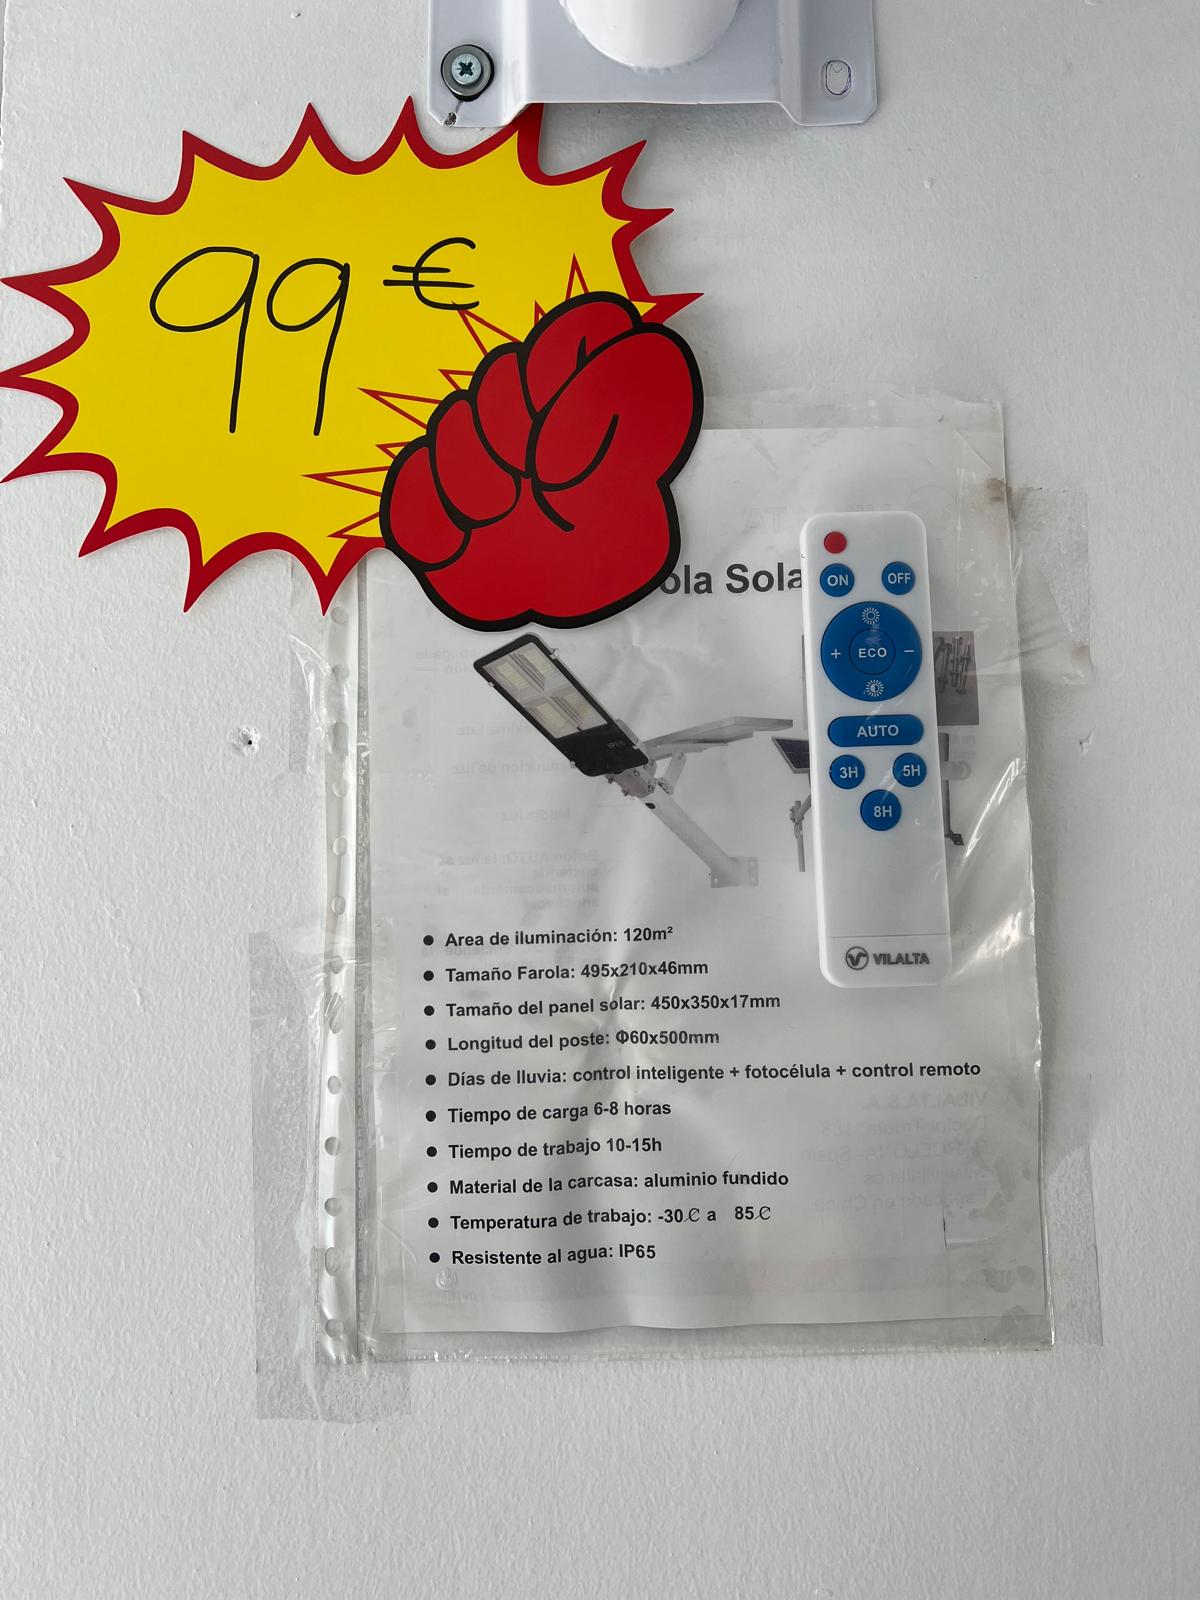 99 €
ola Sola
ON
OFF
+ ECO −
AUTO
3H
5H
8H
VILALTA
IP65
Area de iluminación: 120m²
Tamaño Farola: 495x210x46mm
Tamaño del panel solar: 450x350x17mm
Longitud del poste: Φ60x500mm
Días de lluvia: control inteligente + fotocélula + control remoto
Tiempo de carga 6-8 horas
Tiempo de trabajo 10-15h
Material de la carcasa: aluminio fundido
Temperatura de trabajo: -30℃ a 85℃
Resistente al agua: IP65